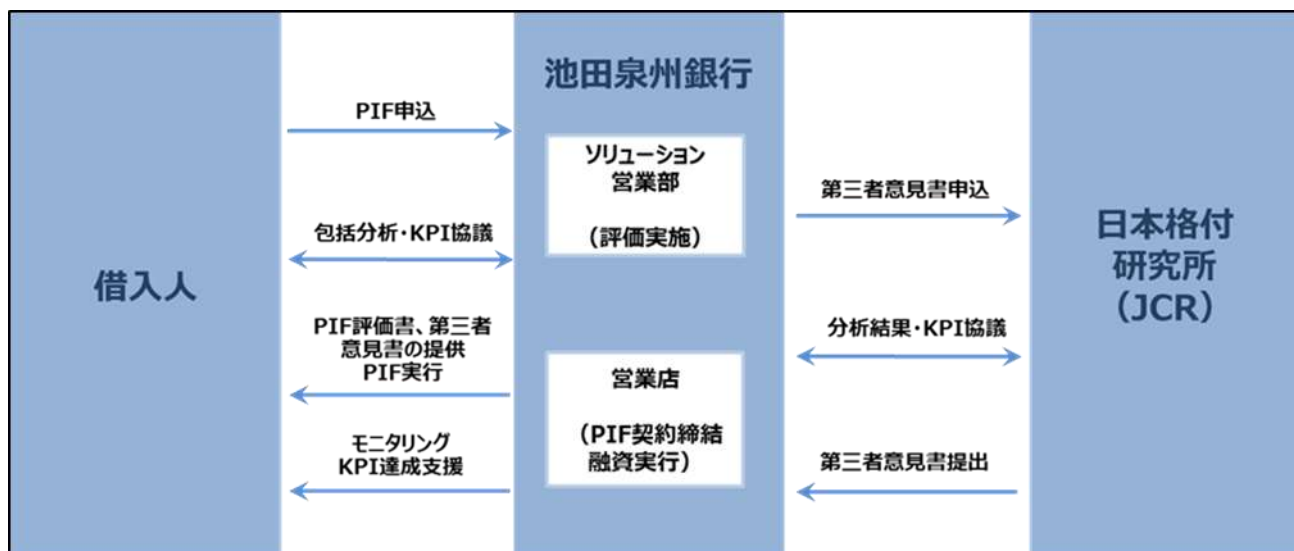 借入人
PIF申込
包括分析・KPI協議
PIF評価書、第三者
意見書の提供
PIF実行
モニタリング
KPI達成支援
池田泉州銀行
ソリューション
営業部
（評価実施）
営業店
（PIF契約締結
融資実行）
第三者意見書申込
分析結果・KPI協議
第三者意見書提出
日本格付
研究所
（JCR）